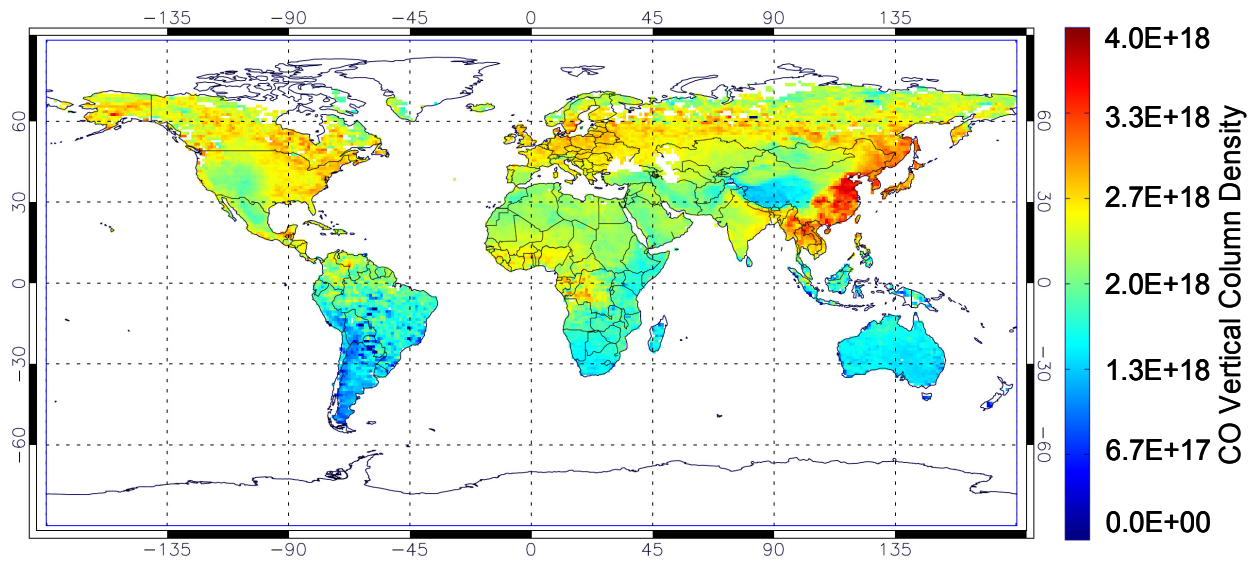 −135 −90 −45 0 45 90 135
60 60
30 30
0 0
−30 −30
−60 −60
−135 −90 −45 0 45 90 135
4.0E+18
3.3E+18
2.7E+18
2.0E+18
1.3E+18
6.7E+17
0.0E+00
CO Vertical Column Density